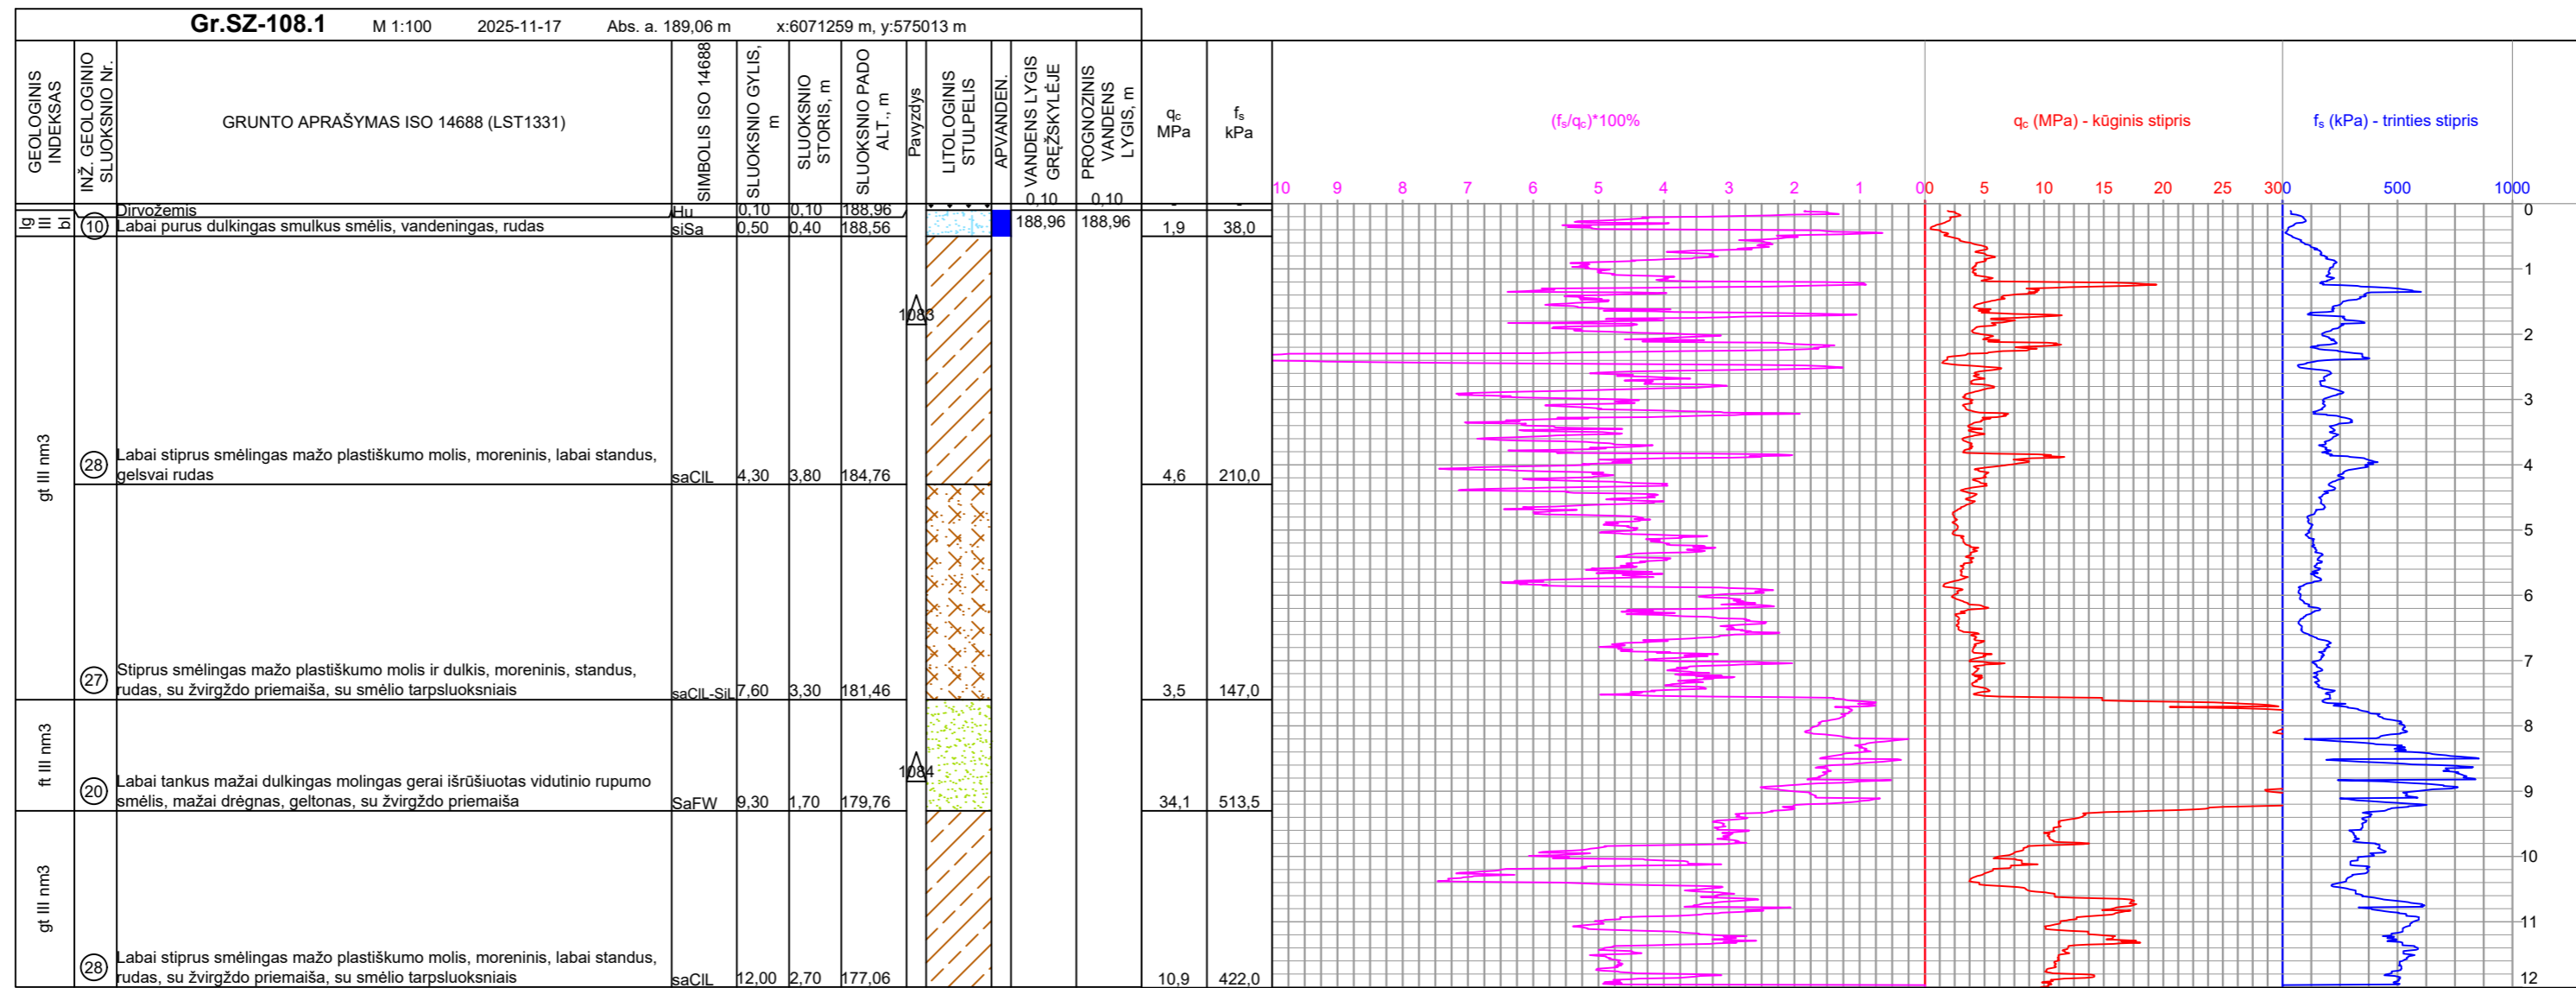 Gr.SZ-108.1 M 1:100 2025-11-17 Abs. a. 189,06 m x:6071259 m, y:575013 m
GEOLOGINIS
INDEKSAS
INŽ. GEOLOGINIO
SLUOKSNIO Nr.
GRUNTO APRAŠYMAS ISO 14688 (LST1331)
SIMBOLIS ISO 14688
SLUOKSNIO GYLIS,
m
SLUOKSNIO
STORIS, m
SLUOKSNIO PADO
ALT., m
Pavyzdys
LITOLOGINIS
STULPELIS
APVANDEN.
VANDENS LYGIS
GRĘŽSKYLĖJE
PROGNOZINIS
VANDENS
LYGIS, m
qc
MPa
fs
kPa
(fs/qc)*100%
qc (MPa) - kūginis stipris
fs (kPa) - trinties stipris
0,10 0,10
10 9 8 7 6 5 4 3 2 1 0
0 5 10 15 20 25 30
0 500 1000
Dirvožemis Hu 0,10 0,10 188,96
lg III bl
10 Labai purus dulkingas smulkus smėlis, vandeningas, rudas siSa 0,50 0,40 188,56 188,96 188,96 1,9 38,0
1083
gt III nm3
28 Labai stiprus smėlingas mažo plastiškumo molis, moreninis, labai standus,
gelsvai rudas saClL 4,30 3,80 184,76 4,6 210,0
27 Stiprus smėlingas mažo plastiškumo molis ir dulkis, moreninis, standus,
rudas, su žvirgždo priemaiša, su smėlio tarpsluoksniais saClL-SiL 7,60 3,30 181,46 3,5 147,0
ft III nm3
1084
20 Labai tankus mažai dulkingas molingas gerai išrūšiuotas vidutinio rupumo
smėlis, mažai drėgnas, geltonas, su žvirgždo priemaiša SaFW 9,30 1,70 179,76 34,1 513,5
gt III nm3
28 Labai stiprus smėlingas mažo plastiškumo molis, moreninis, labai standus,
rudas, su žvirgždo priemaiša, su smėlio tarpsluoksniais saClL 12,00 2,70 177,06 10,9 422,0
0
1
2
3
4
5
6
7
8
9
10
11
12